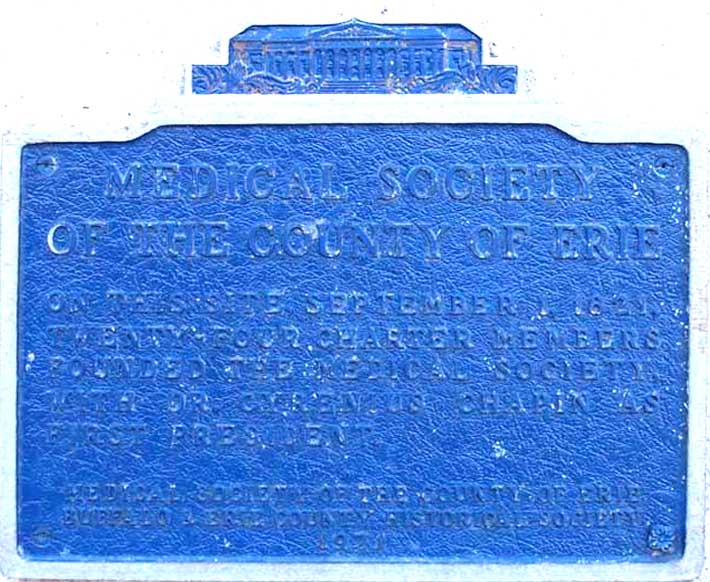 MEDICAL SOCIETY
OF THE COUNTY OF ERIE
ON THIS SITE, SEPTEMBER 1, 1821,
TWENTY-FOUR CHARTER MEMBERS
FOUNDED THE MEDICAL SOCIETY,
WITH DR. CYRENIUS CHAPIN AS
FIRST PRESIDENT.
MEDICAL SOCIETY OF THE COUNTY OF ERIE
BUFFALO & ERIE COUNTY HISTORICAL SOCIETY
1971